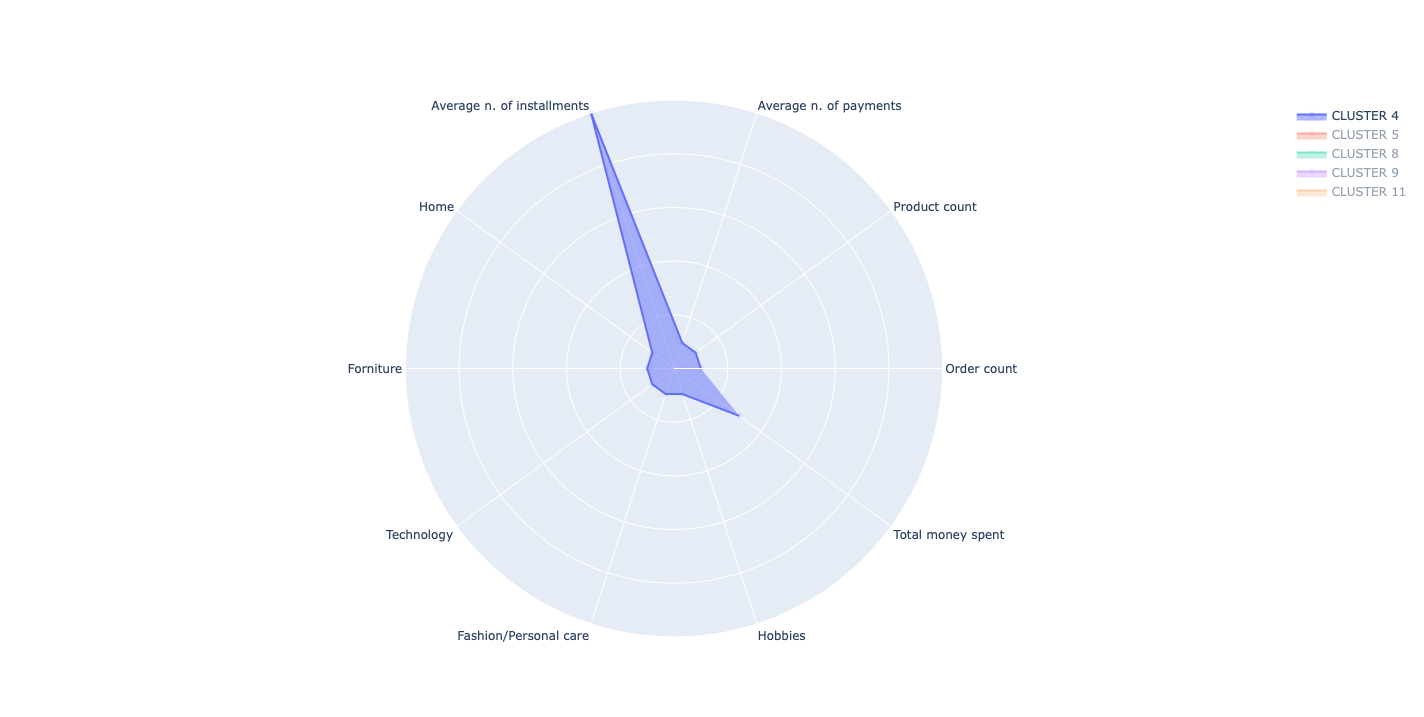 Average n. of installments
Average n. of payments
CLUSTER 4
CLUSTER 5
CLUSTER 8
CLUSTER 9
CLUSTER 11
Home
Product count
Forniture
Order count
Technology
Total money spent
Fashion/Personal care
Hobbies